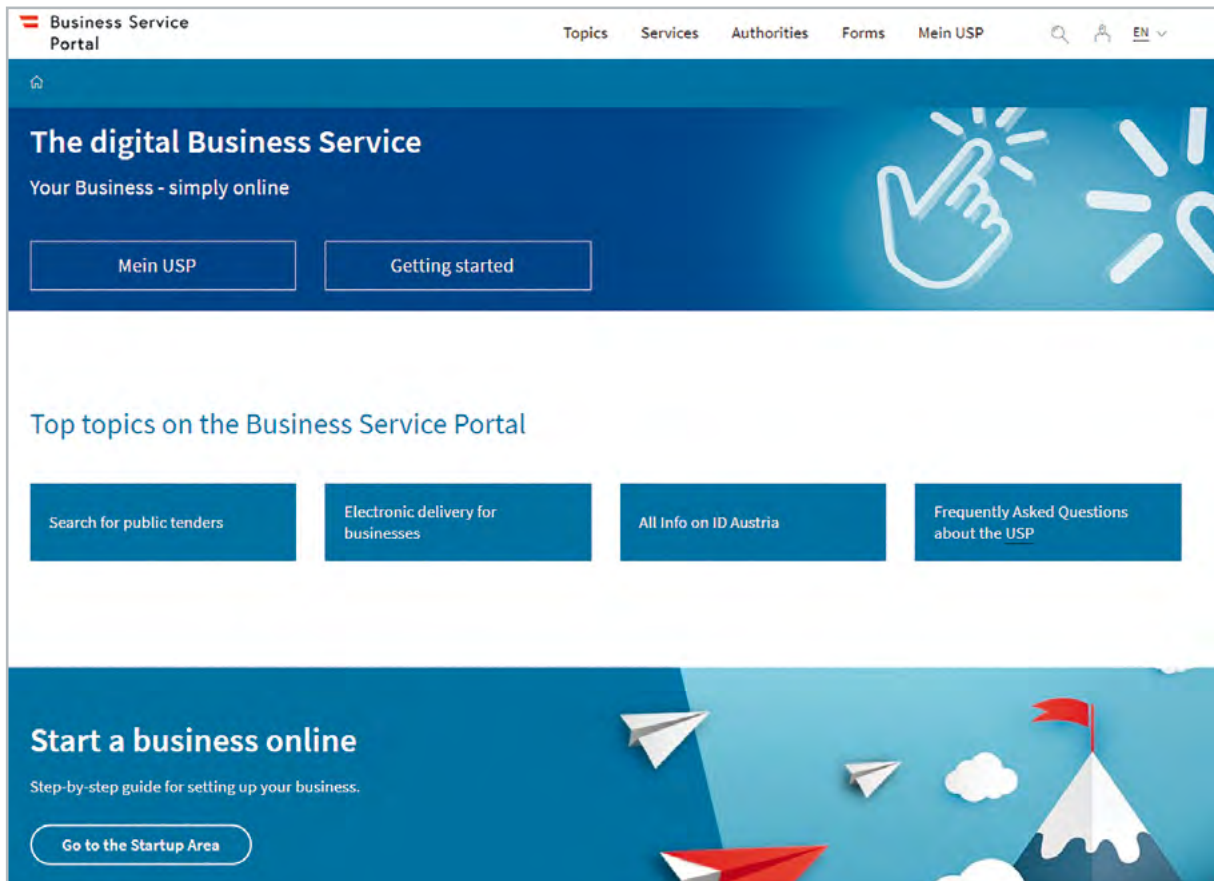 Business Service
Portal
Topics Services Authorities Forms Mein USP EN
The digital Business Service
Your Business - simply online
Mein USP Getting started
Top topics on the Business Service Portal
Search for public tenders
Electronic delivery for
businesses
All Info on ID Austria
Frequently Asked Questions
about the USP
Start a business online
Step-by-step guide for setting up your business.
Go to the Startup Area